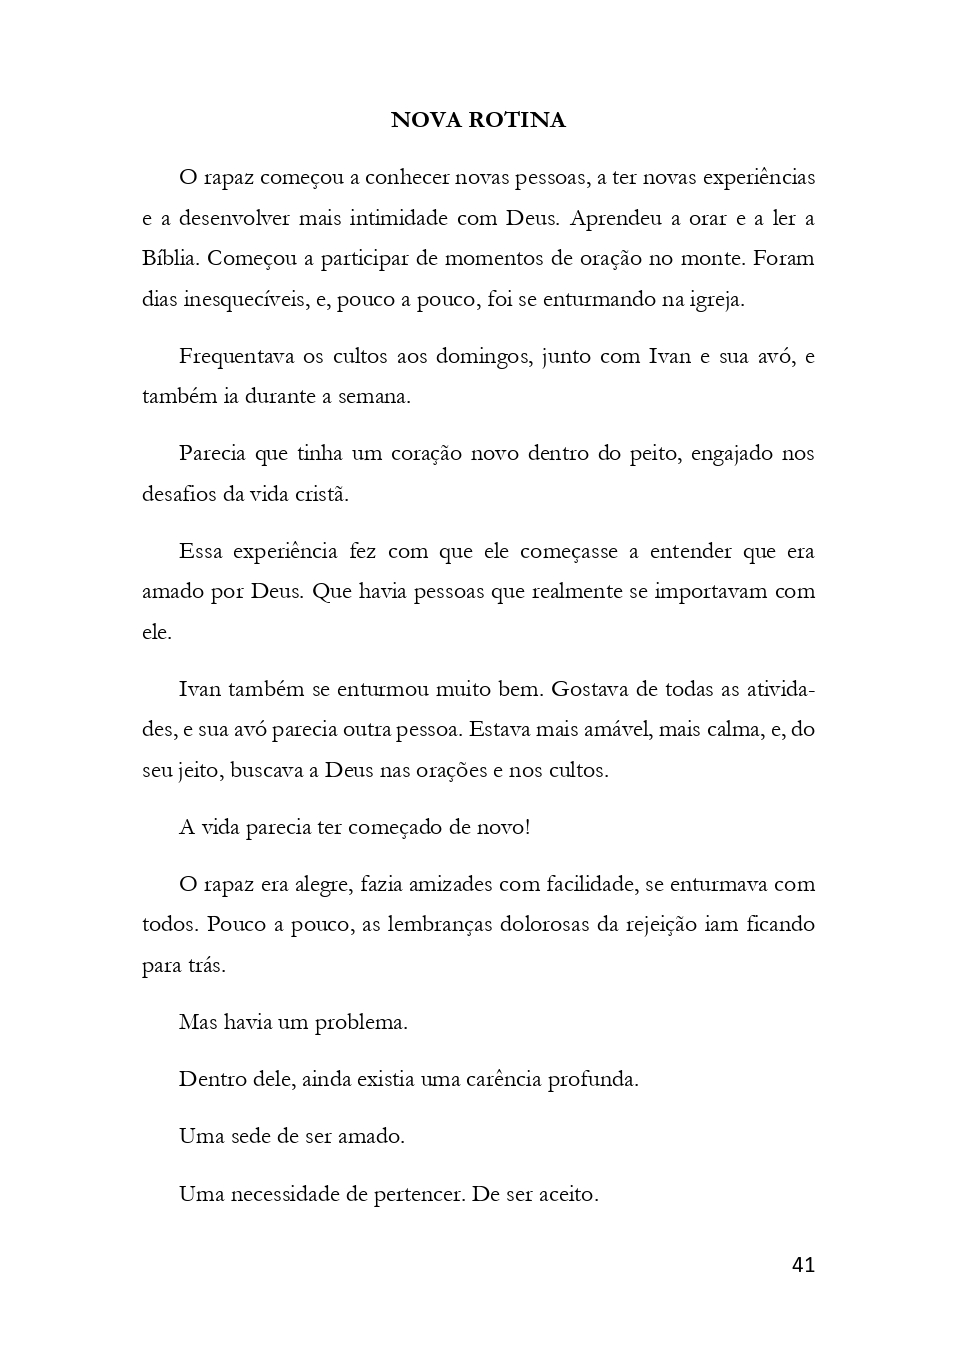 NOVA ROTINA
O rapaz começou a conhecer novas pessoas, a ter novas experiências
e a desenvolver mais intimidade com Deus. Aprendeu a orar e a ler a
Bíblia. Começou a participar de momentos de oração no monte. Foram
dias inesquecíveis, e, pouco a pouco, foi se enturmando na igreja.
Frequentava os cultos aos domingos, junto com Ivan e sua avó, e
também ia durante a semana.
Parecia que tinha um coração novo dentro do peito, engajado nos
desafios da vida cristã.
Essa experiência fez com que ele começasse a entender que era
amado por Deus. Que havia pessoas que realmente se importavam com
ele.
Ivan também se enturmou muito bem. Gostava de todas as ativida-
des, e sua avó parecia outra pessoa. Estava mais amável, mais calma, e, do
seu jeito, buscava a Deus nas orações e nos cultos.
A vida parecia ter começado de novo!
O rapaz era alegre, fazia amizades com facilidade, se enturmava com
todos. Pouco a pouco, as lembranças dolorosas da rejeição iam ficando
para trás.
Mas havia um problema.
Dentro dele, ainda existia uma carência profunda.
Uma sede de ser amado.
Uma necessidade de pertencer. De ser aceito.
41